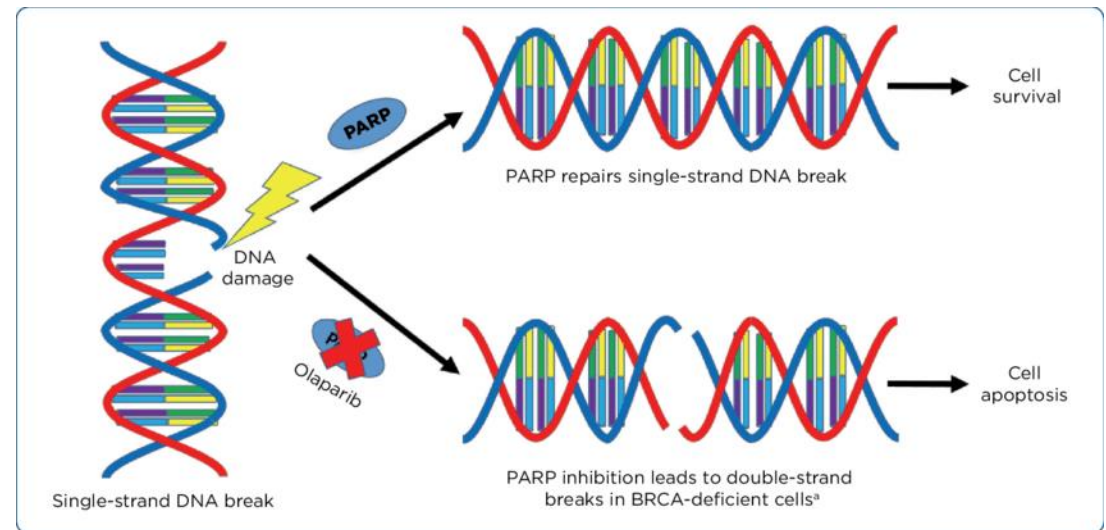 PARP
Cell
survival
PARP repairs single-strand DNA break
DNA
damage
Olaparib
Cell
apoptosis
Single-strand DNA break
PARP inhibition leads to double-strand
breaks in BRCA-deficient cellsª